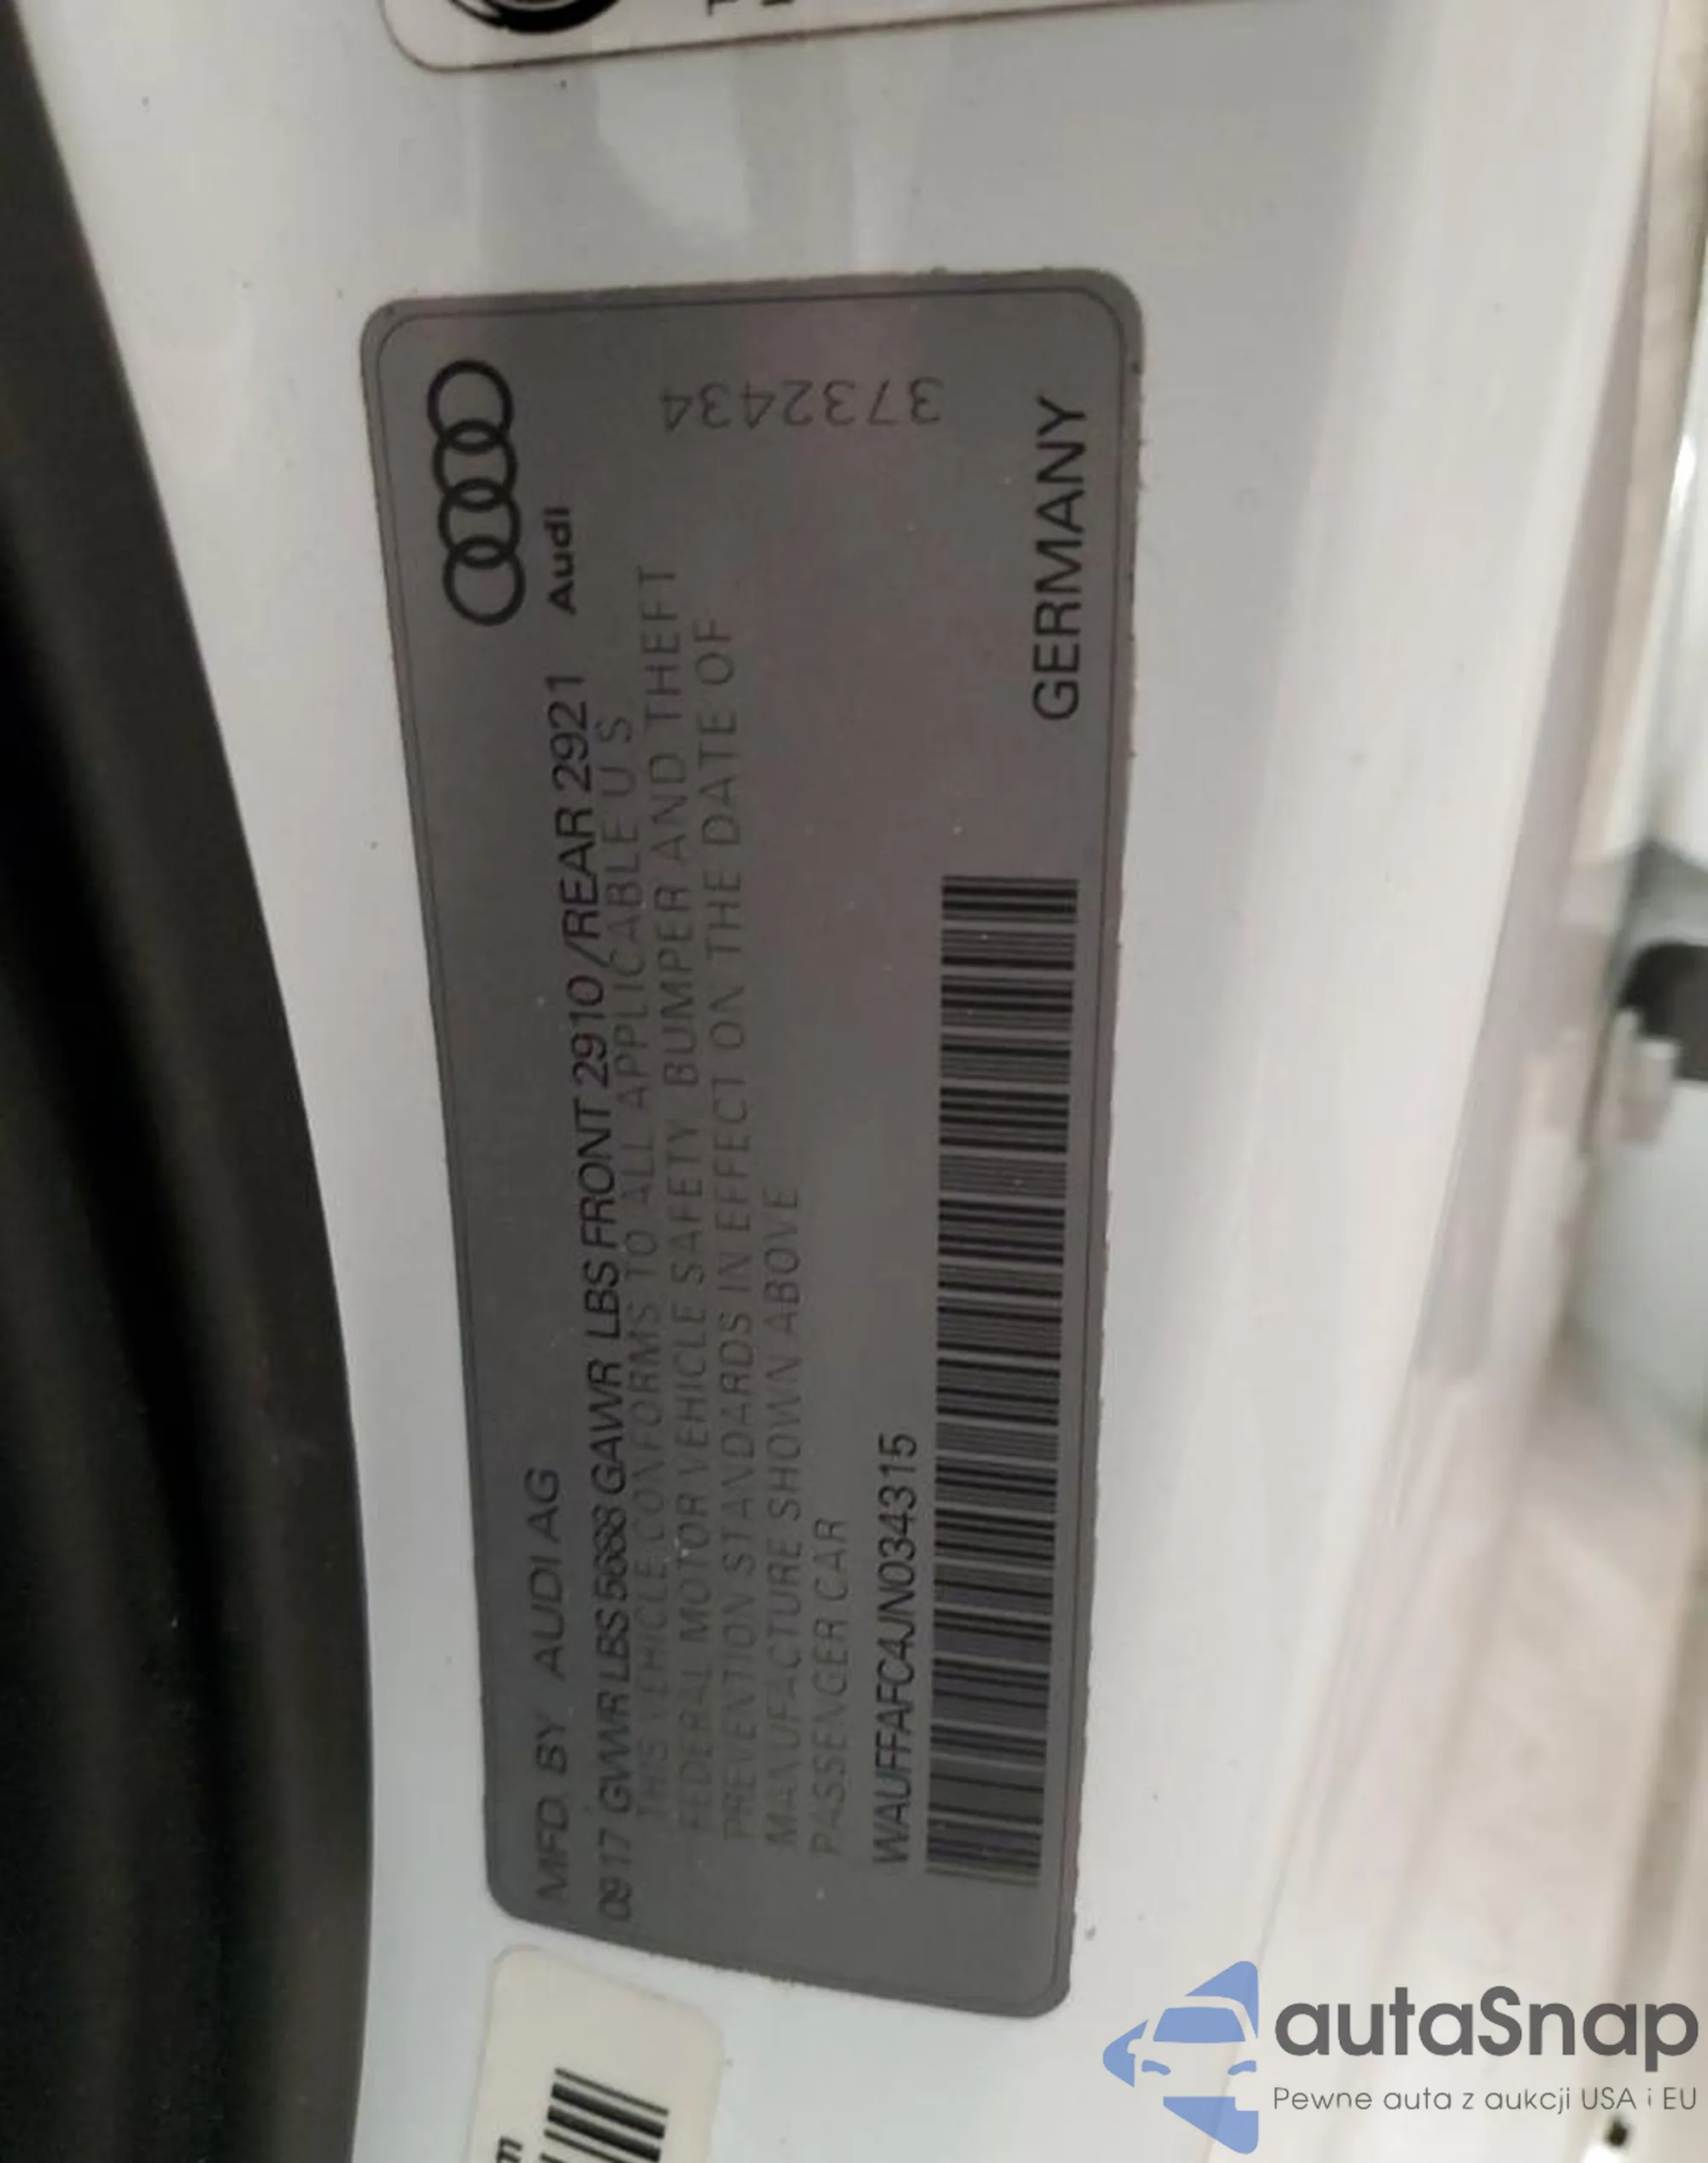 MFD BY AUDI AG
09 17 GVWR LBS 5688 GAWR LBS FRONT 2910/REAR 2921
THIS VEHICLE CONFORMS TO ALL APPLICABLE U S
FEDERAL MOTOR VEHICLE SAFETY BUMPER AND THEFT
PREVENTION STANDARDS IN EFFECT ON THE DATE OF
MANUFACTURE SHOWN ABOVE
PASSENGER CAR
WAUFFAFC4JN034315
Audi
3732434
GERMANY
autaSnap
Pewne auta z aukcji USA i EU